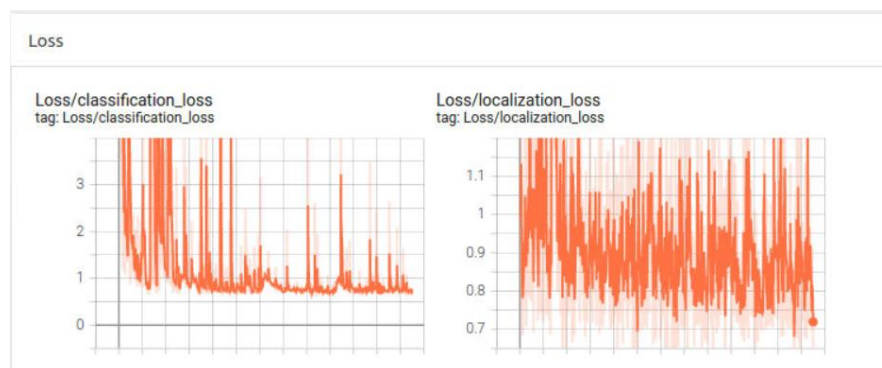 Loss
Loss/classification_loss
tag: Loss/classification_loss
3
2
1
0
Loss/localization_loss
tag: Loss/localization_loss
1.1
1
0.9
0.8
0.7